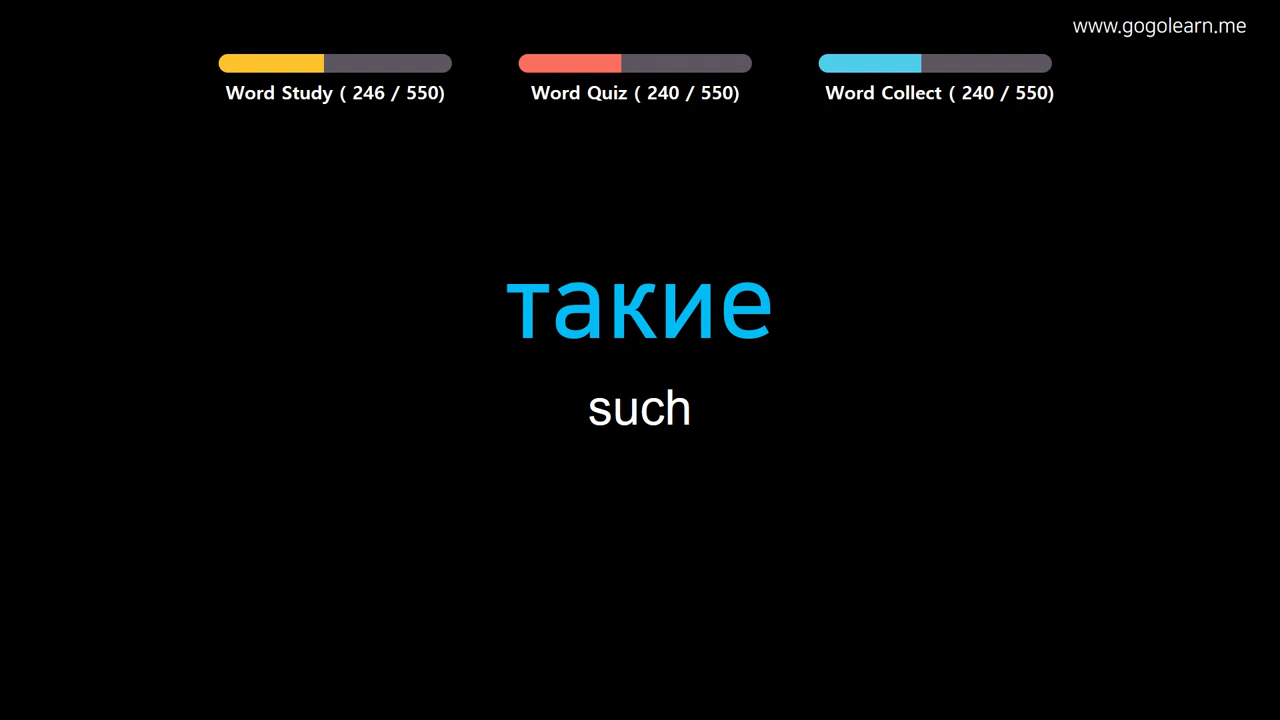 www.gogolearn.me
Word Study ( 246 / 550)
Word Quiz ( 240 / 550)
Word Collect ( 240 / 550)
такие
such